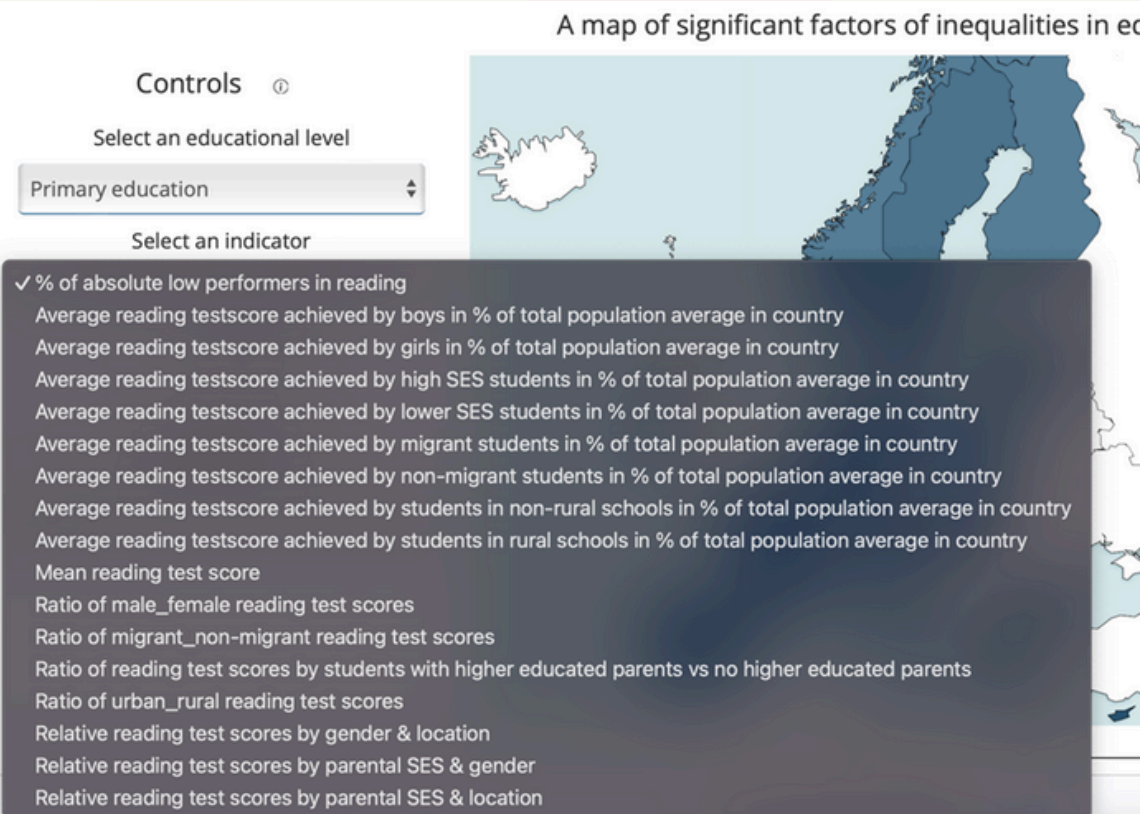 A map of significant factors of inequalities in
Controls
Select an educational level
Primary education
Select an indicator
✓ % of absolute low performers in reading
Average reading testscore achieved by boys in % of total population average in country
Average reading testscore achieved by girls in % of total population average in country
Average reading testscore achieved by high SES students in % of total population average in country
Average reading testscore achieved by lower SES students in % of total population average in country
Average reading testscore achieved by migrant students in % of total population average in country
Average reading testscore achieved by non-migrant students in % of total population average in country
Average reading testscore achieved by students in non-rural schools in % of total population average in country
Average reading testscore achieved by students in rural schools in % of total population average in country
Mean reading test score
Ratio of male_female reading test scores
Ratio of migrant_non-migrant reading test scores
Ratio of reading test scores by students with higher educated parents vs no higher educated parents
Ratio of urban_rural reading test scores
Relative reading test scores by gender & location
Relative reading test scores by parental SES & gender
Relative reading test scores by parental SES & location